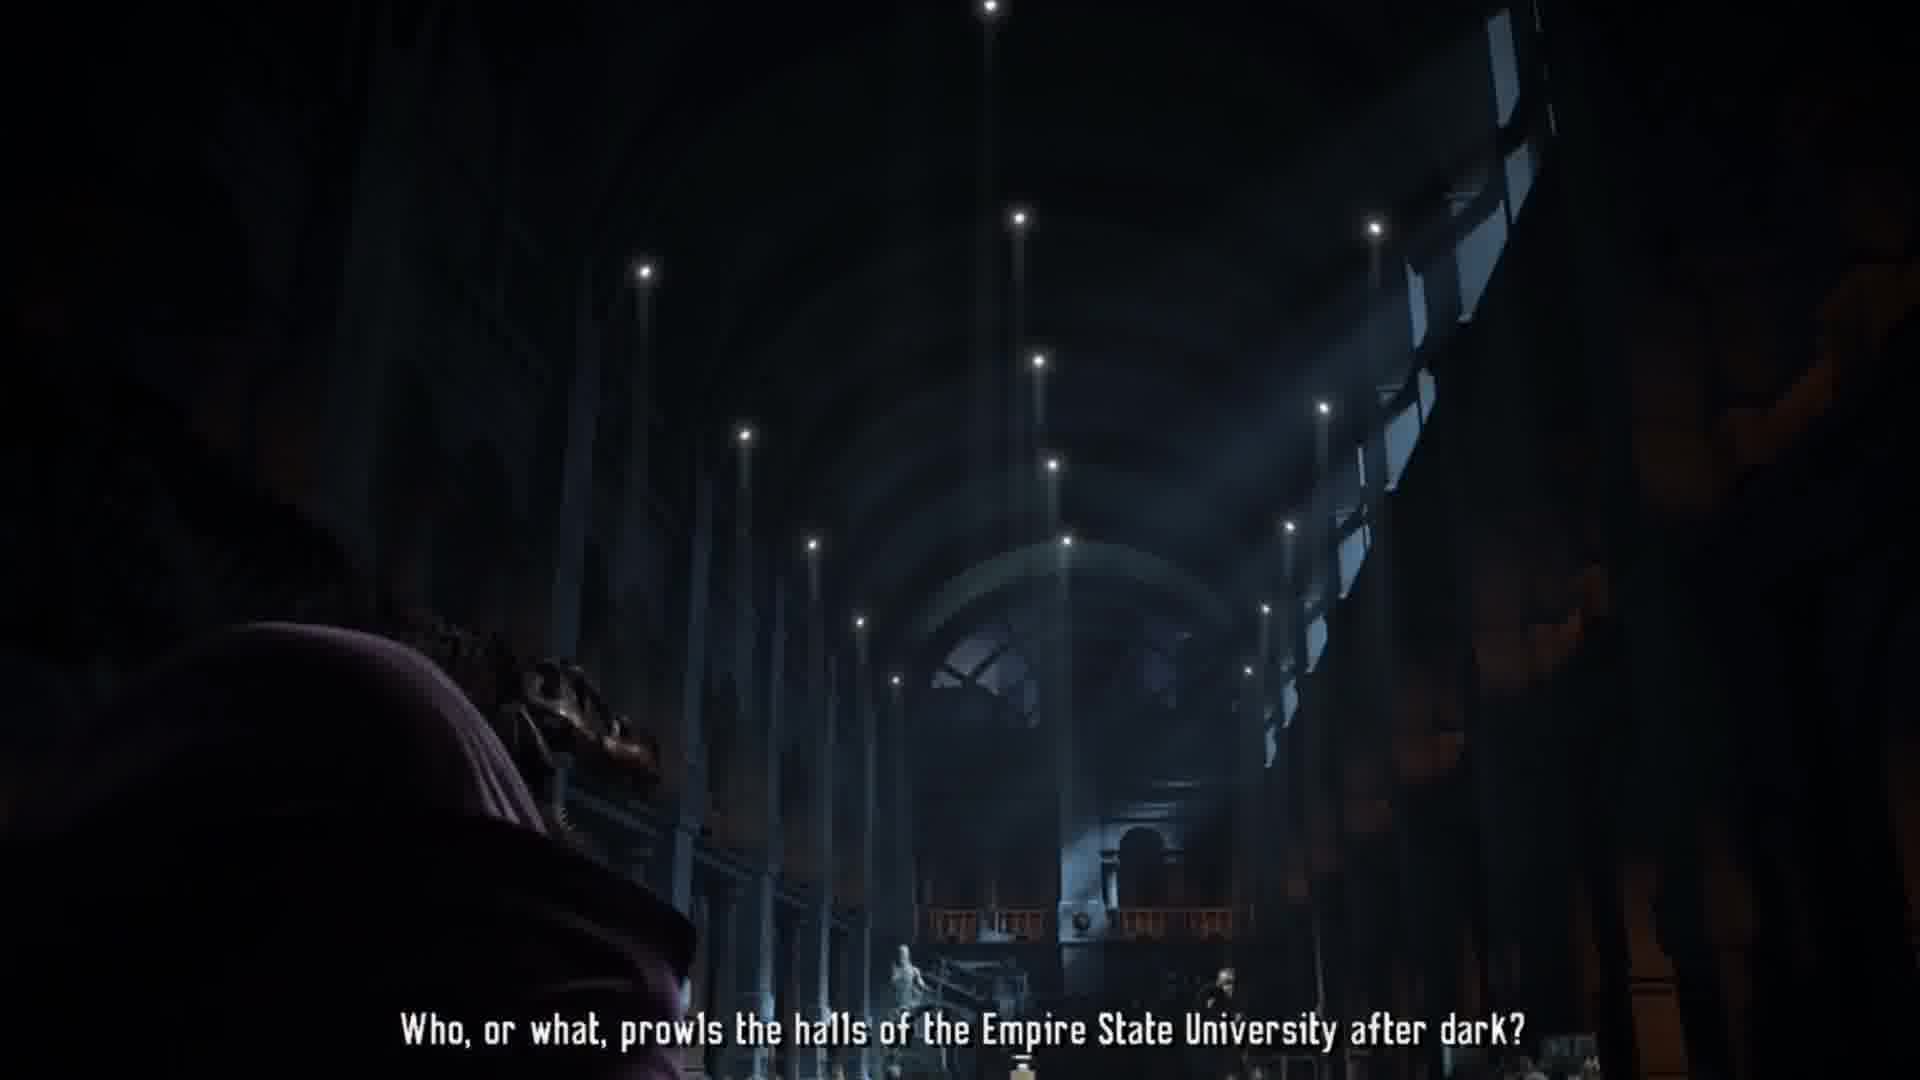 Who, or what, prowls the halls of the Empire State University after dark?